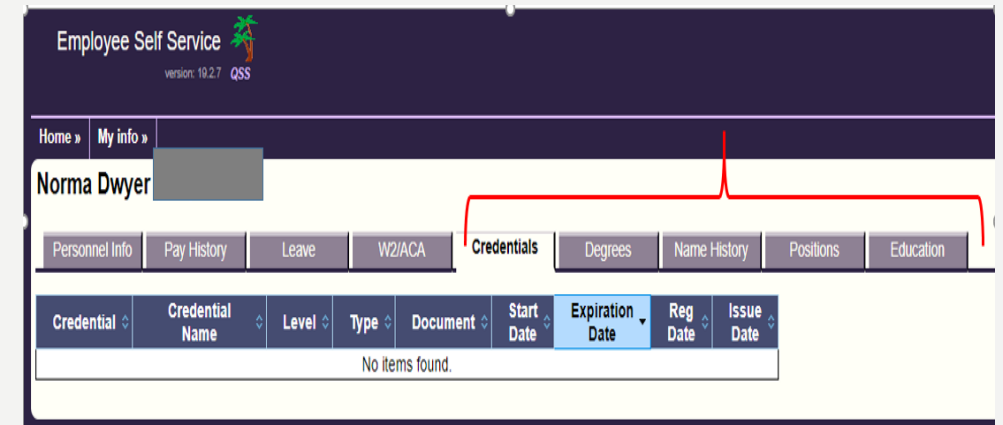 Employee Self Service
version: 19.2.7 QSS
Home » My info »
Norma Dwyer
Personnel Info Pay History Leave W2/ACA Credentials Degrees Name History Positions Education
Credential Credential Name Level Type Document Start Date Expiration Date Reg Date Issue Date
No items found.